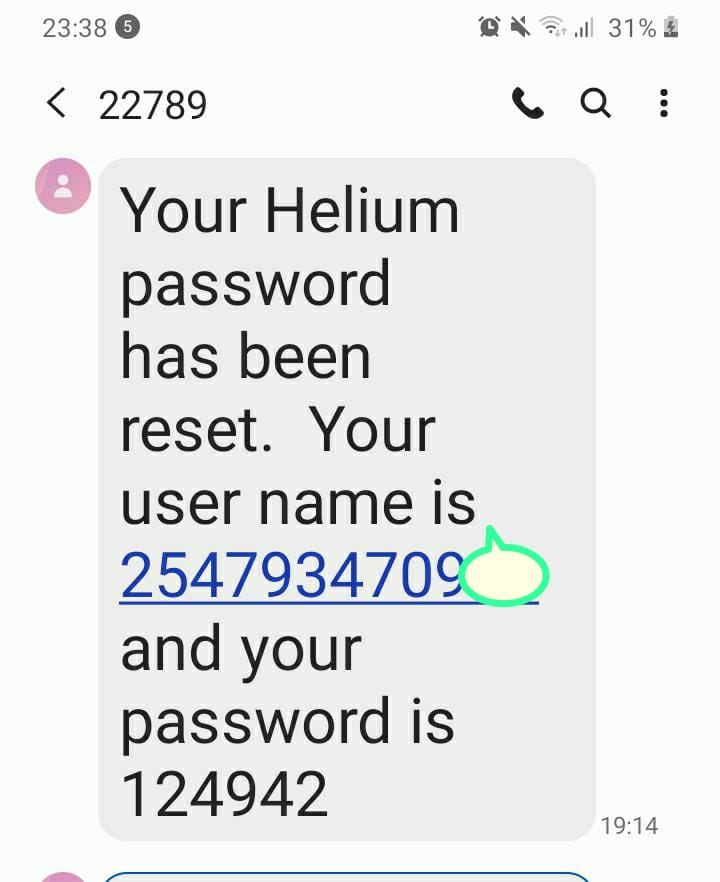 23:38 5 31%
22789
Your Helium
password
has been
reset. Your
user name is
2547934709
and your
password is
124942
19:14